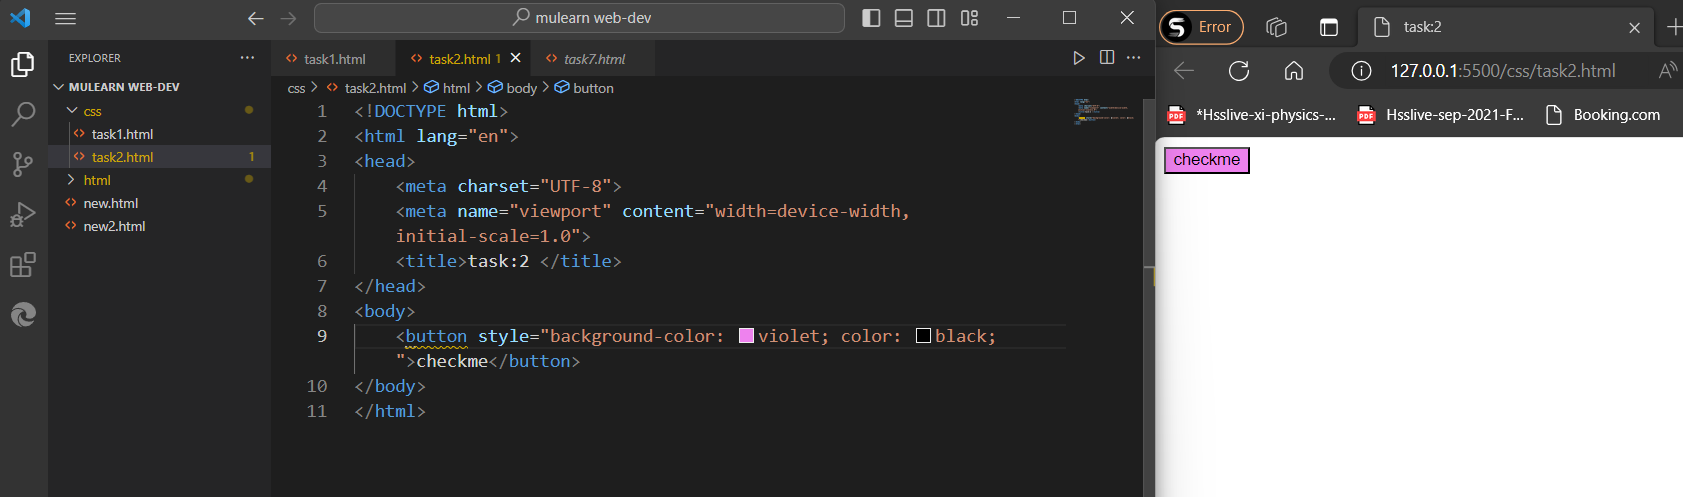 mulearn web-dev
EXPLORER
MULEARN WEB-DEV
css
task1.html
task2.html 1
html
new.html
new2.html
task1.html
task2.html 1
task7.html
css > task2.html > html > body > button
1 <!DOCTYPE html>
2 <html lang="en">
3 <head>
4 <meta charset="UTF-8">
5 <meta name="viewport" content="width=device-width,
initial-scale=1.0">
6 <title>task:2 </title>
7 </head>
8 <body>
9 <button style="background-color: violet; color: black;
">checkme</button>
10 </body>
11 </html>
Error
task:2
127.0.0.1:5500/css/task2.html
*Hsslive-xi-physics-...
Hsslive-sep-2021-F...
Booking.com
checkme